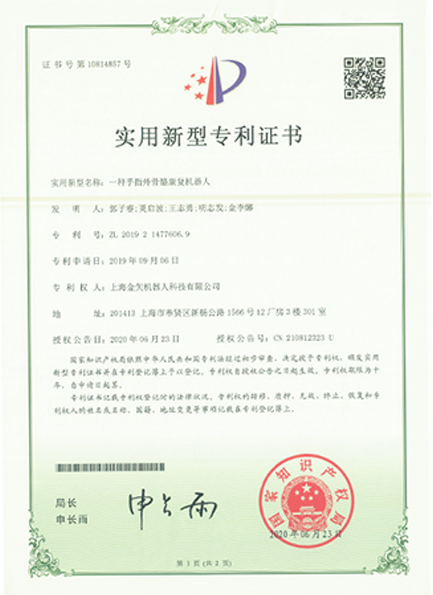 证书号第10814857号
实用新型专利证书
实用新型名称：一种手指外骨骼康复机器人
发 明 人：郭子睿;莫启波;王志勇;明志发;金李娜
专 利 号：ZL 2019 2 1477606.9
专利申请日：2019年09月06日
专 利 权 人：上海金矢机器人科技有限公司
地 址：201413 上海市奉贤区新杨公路1566号12厂房3楼301室
授权公告日：2020年06月23日 授权公告号：CN 210812323 U
国家知识产权局依照中华人民共和国专利法经过初步审查，决定授予专利权，颁发实用
新型专利证书并在专利登记簿上予以登记。专利权自授权公告之日起生效。专利权期限为十
年，自申请日起算。
专利证书记载专利权登记时的法律状况。专利权的转移、质押、无效、终止、恢复和专
利权人的姓名或名称、国籍、地址变更等事项记载在专利登记簿上。
局长
申长雨
申长雨
国家知识产权局
2020年06月23日
第1页(共2页)